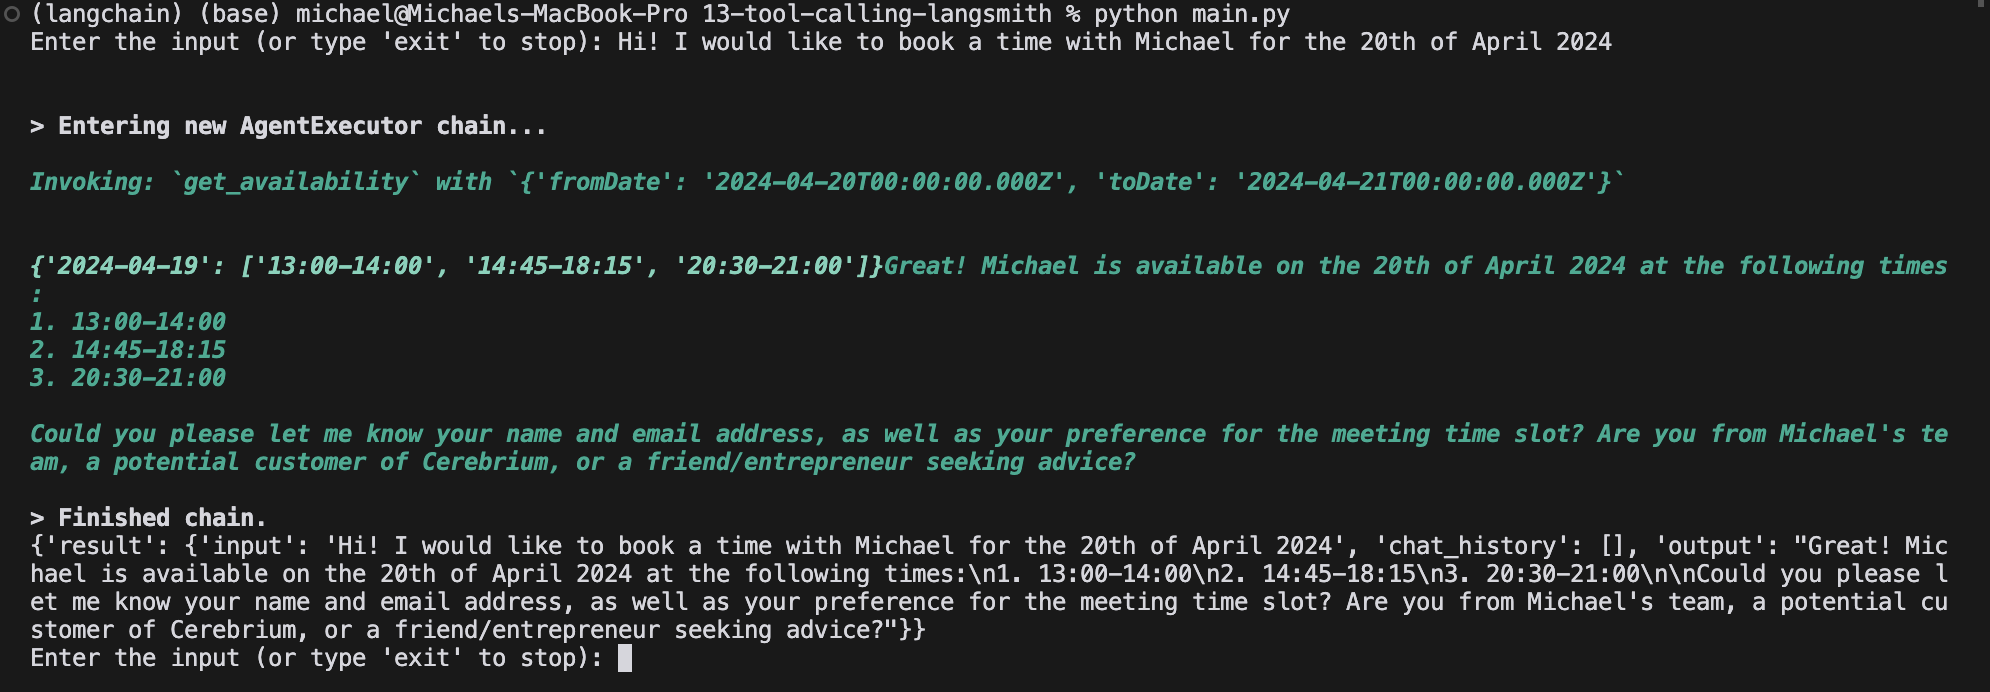 (langchain) (base) michael@Michaels-MacBook-Pro 13-tool-calling-langsmith % python main.py
Enter the input (or type 'exit' to stop): Hi! I would like to book a time with Michael for the 20th of April 2024
> Entering new AgentExecutor chain...
Invoking: `get_availability` with `{'fromDate': '2024-04-20T00:00:00.000Z', 'toDate': '2024-04-21T00:00:00.000Z'}`
{'2024-04-19': ['13:00-14:00', '14:45-18:15', '20:30-21:00']}Great! Michael is available on the 20th of April 2024 at the following times
:
1. 13:00-14:00
2. 14:45-18:15
3. 20:30-21:00
Could you please let me know your name and email address, as well as your preference for the meeting time slot? Are you from Michael's te
am, a potential customer of Cerebrium, or a friend/entrepreneur seeking advice?
> Finished chain.
{'result': {'input': 'Hi! I would like to book a time with Michael for the 20th of April 2024', 'chat_history': [], 'output': "Great! Mic
hael is available on the 20th of April 2024 at the following times:\n1. 13:00-14:00\n2. 14:45-18:15\n3. 20:30-21:00\n\nCould you please l
et me know your name and email address, as well as your preference for the meeting time slot? Are you from Michael's team, a potential cu
stomer of Cerebrium, or a friend/entrepreneur seeking advice?"}}
Enter the input (or type 'exit' to stop):